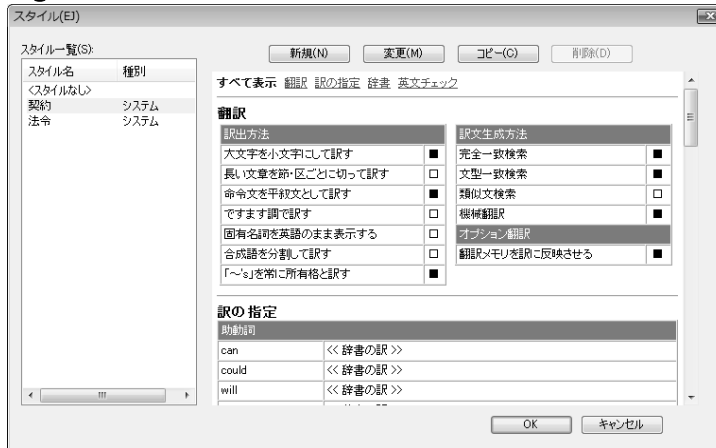 スタイル(EJ)
スタイル一覧(S):
新規(N) 変更(M) コピー(C) 削除(D)
スタイル名 種別
<スタイルなし>
契約 システム
法令 システム
すべて表示 翻訳 訳の指定 辞書 英文チェック
翻訳
訳出方法
大文字を小文字にして訳す ■
長い文章を節・区ごとに切って訳す □
命令文を平叙文として訳す ■
ですます調で訳す □
固有名詞を英語のまま表示する □
合成語を分割して訳す □
「～'s」を常に所有格と訳す ■
訳文生成方法
完全一致検索 ■
文型一致検索 ■
類似文検索 □
機械翻訳 ■
オプション翻訳
翻訳メモリを訳に反映させる ■
訳の指定
助動詞
can << 辞書の訳 >>
could << 辞書の訳 >>
will << 辞書の訳 >>
OK キャンセル